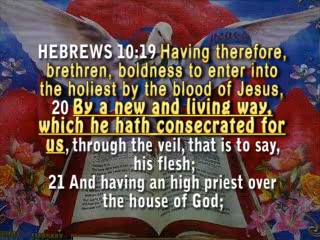 HEBREWS 10:19 Having therefore,
brethren, boldness to enter into
the holiest by the blood of Jesus,
20 By a new and living way,
which he hath consecrated for
us, through the veil, that is to say,
his flesh;
21 And having an high priest over
the house of God;